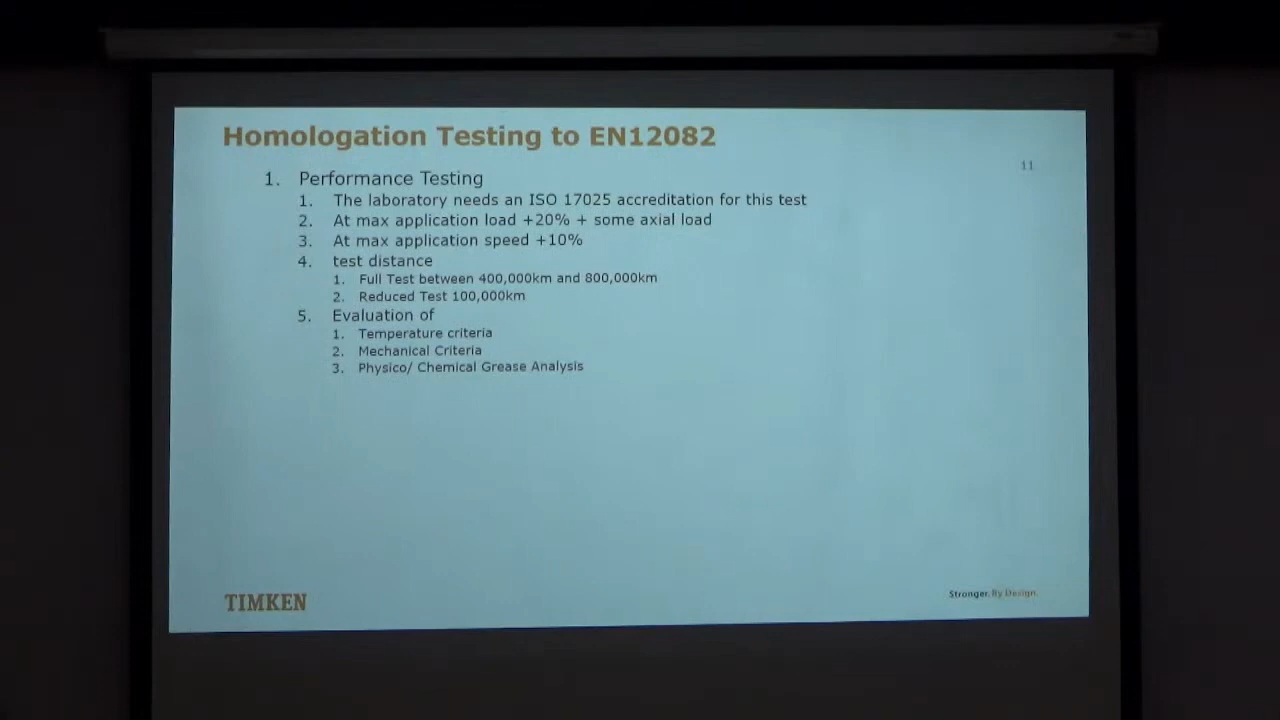 Homologation Testing to EN12082
11
1. Performance Testing
1. The laboratory needs an ISO 17025 accreditation for this test
2. At max application load +20% + some axial load
3. At max application speed +10%
4. test distance
1. Full Test between 400,000km and 800,000km
2. Reduced Test 100,000km
5. Evaluation of
1. Temperature criteria
2. Mechanical Criteria
3. Physico/ Chemical Grease Analysis
TIMKEN
Stronger. By Design.